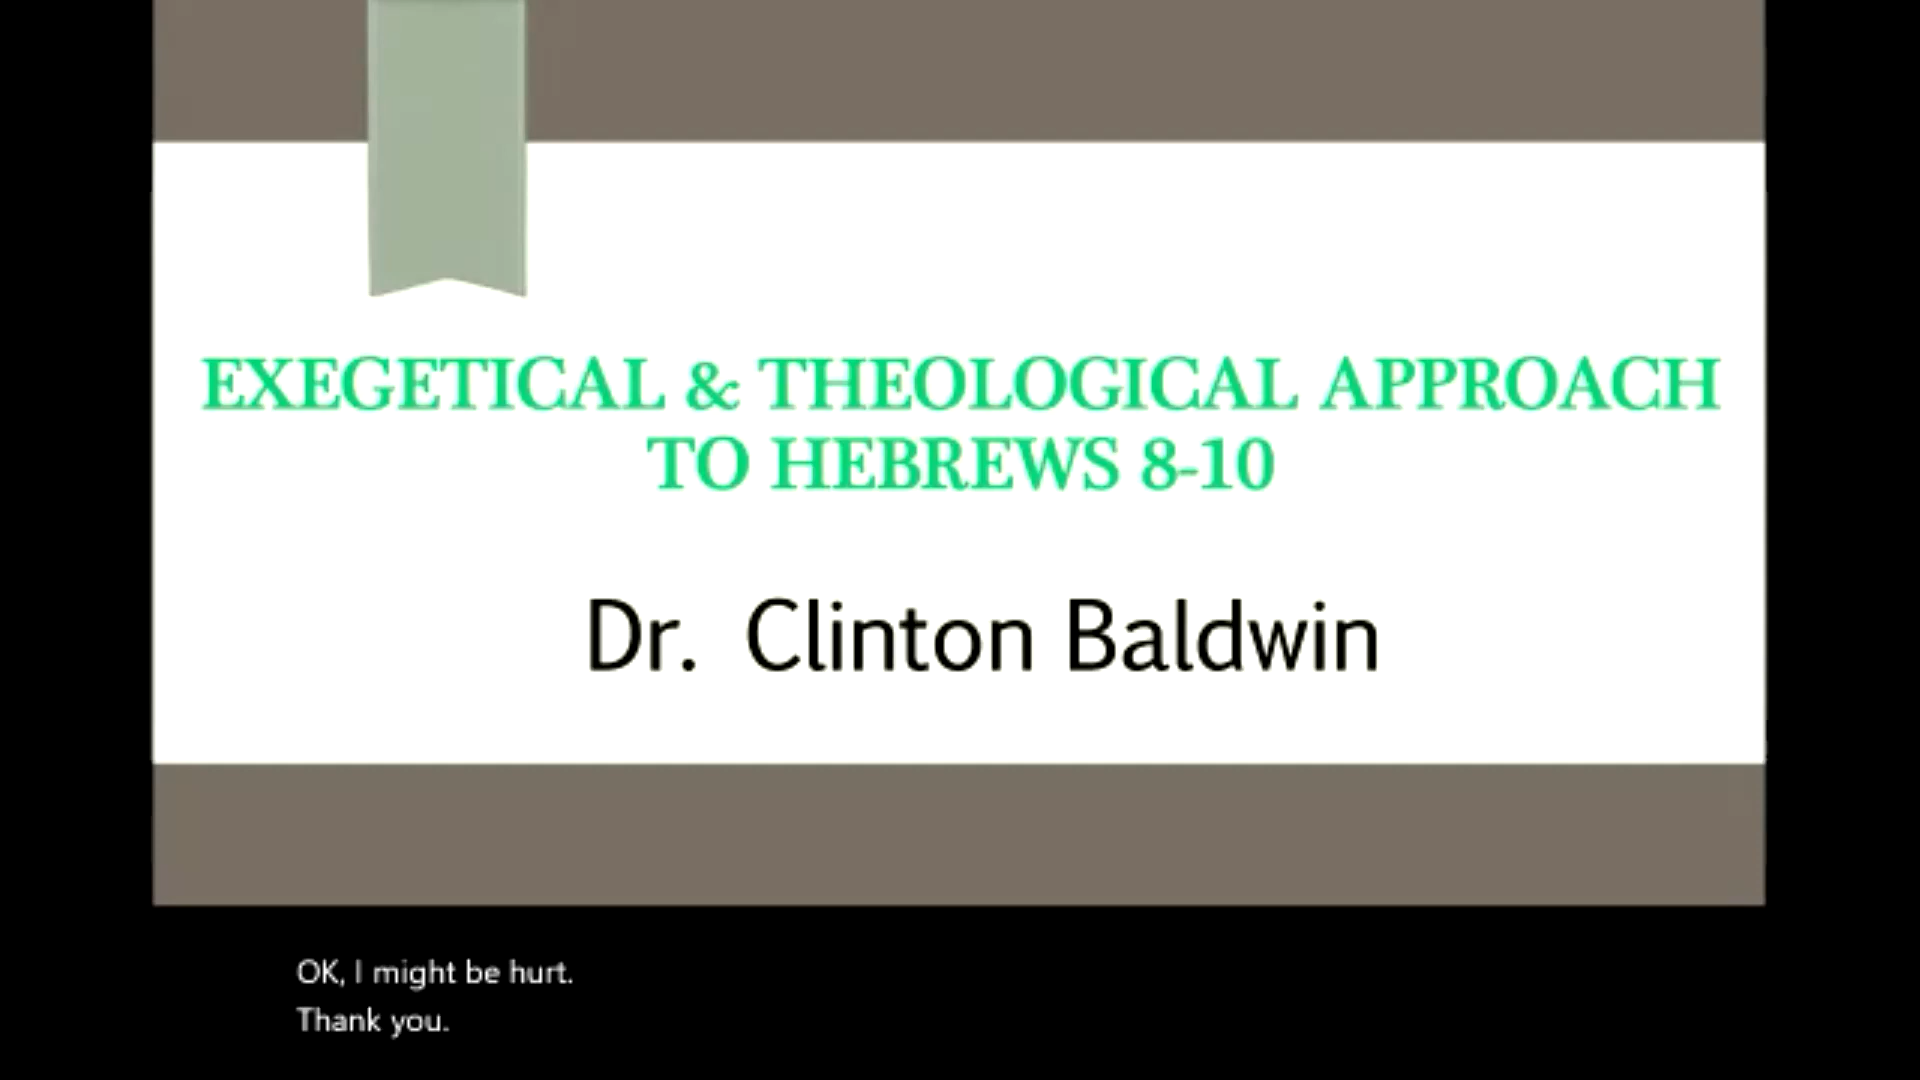 EXEGETICAL & THEOLOGICAL APPROACH
TO HEBREWS 8-10
Dr. Clinton Baldwin
OK, I might be hurt.
Thank you.